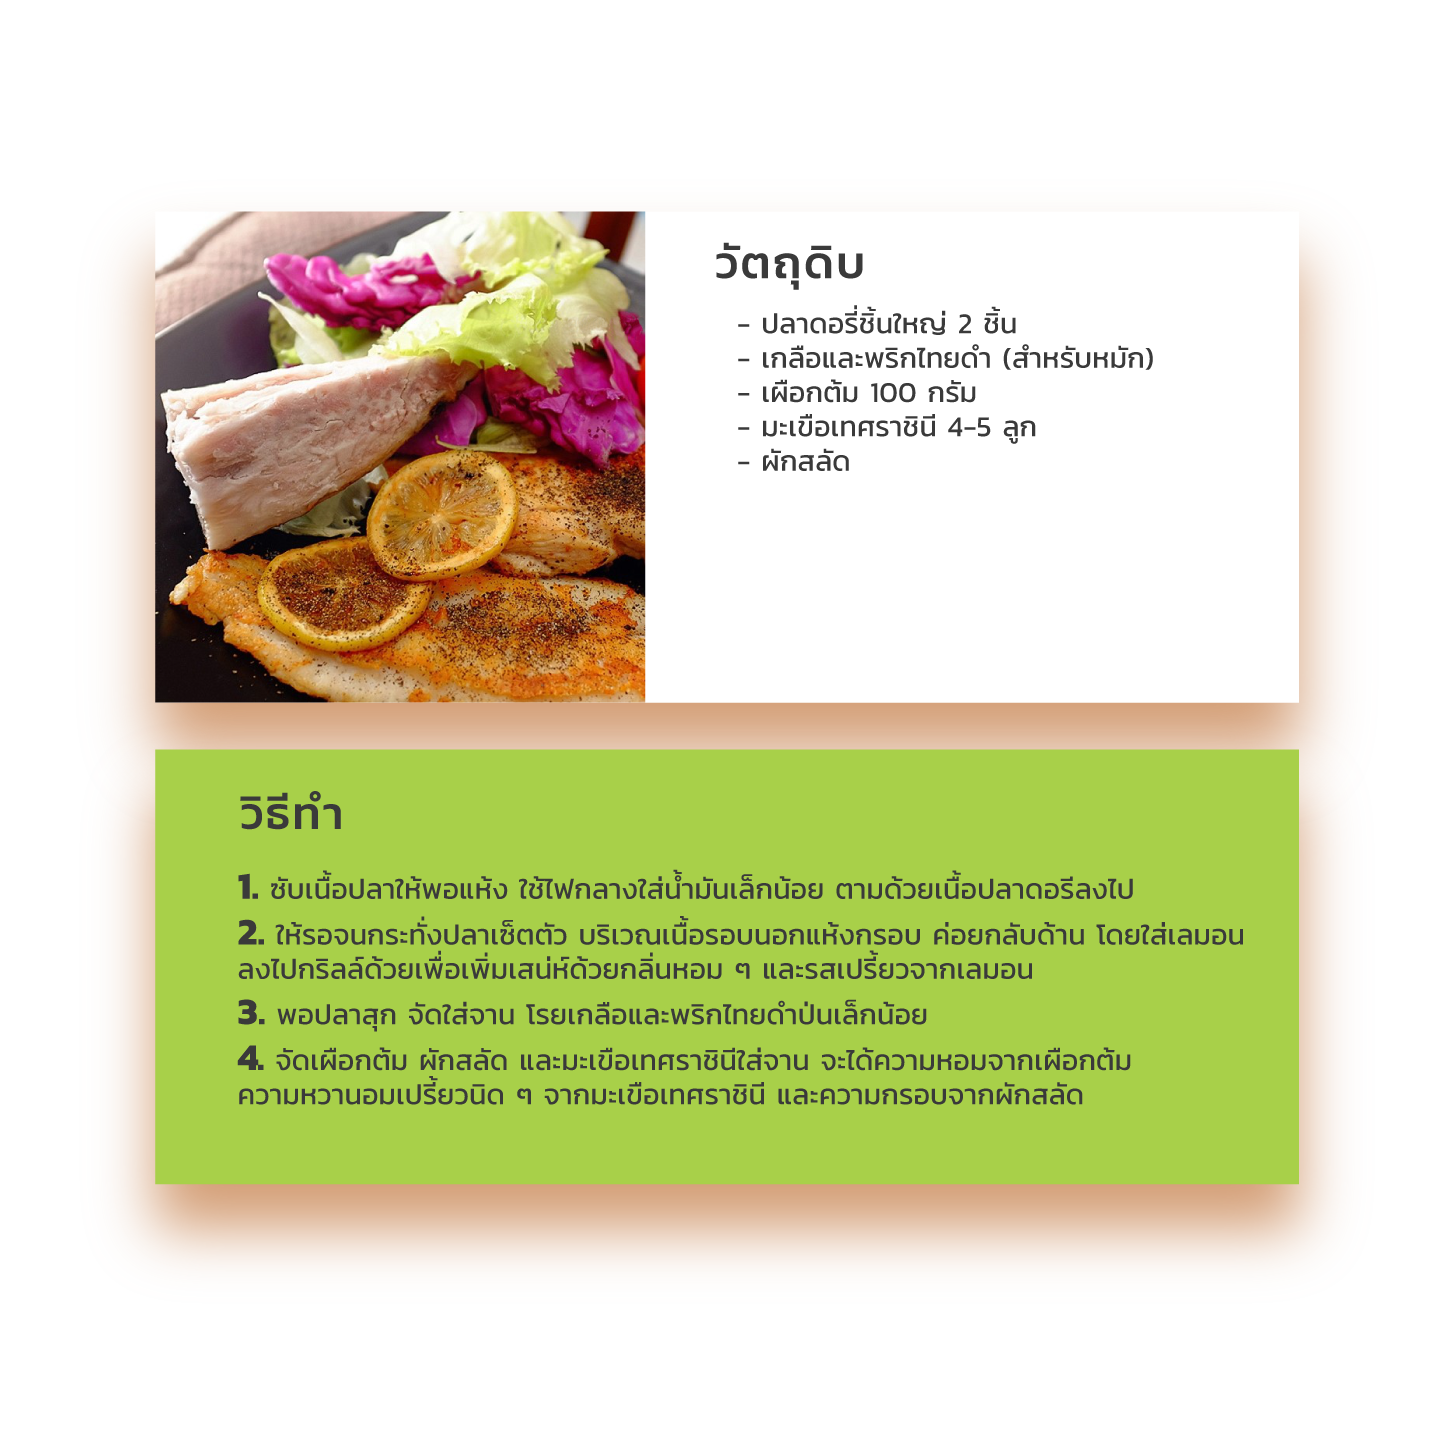 วัตถุดิบ
- ปลาดอรี่ชิ้นใหญ่ 2 ชิ้น
- เกลือและพริกไทยดำ (สำหรับหมัก)
- เผือกต้ม 100 กรัม
- มะเขือเทศราชินี 4-5 ลูก
- ผักสลัด
วิธีทำ
1. ซับเนื้อปลาให้พอแห้ง ใช้ไฟกลางใส่น้ำมันเล็กน้อย ตามด้วยเนื้อปลาดอรีลงไป
2. ให้รอจนกระทั่งปลาเซ็ตตัว บริเวณเนื้อรอบนอกแห้งกรอบ ค่อยกลับด้าน โดยใส่เลมอน
ลงไปกริลล์ด้วยเพื่อเพิ่มเสน่ห์ด้วยกลิ่นหอม ๆ และรสเปรี้ยวจากเลมอน
3. พอปลาสุก จัดใส่จาน โรยเกลือและพริกไทยดำป่นเล็กน้อย
4. จัดเผือกต้ม ผักสลัด และมะเขือเทศราชินีใส่จาน จะได้ความหอมจากเผือกต้ม
ความหวานอมเปรี้ยวนิด ๆ จากมะเขือเทศราชินี และความกรอบจากผักสลัด